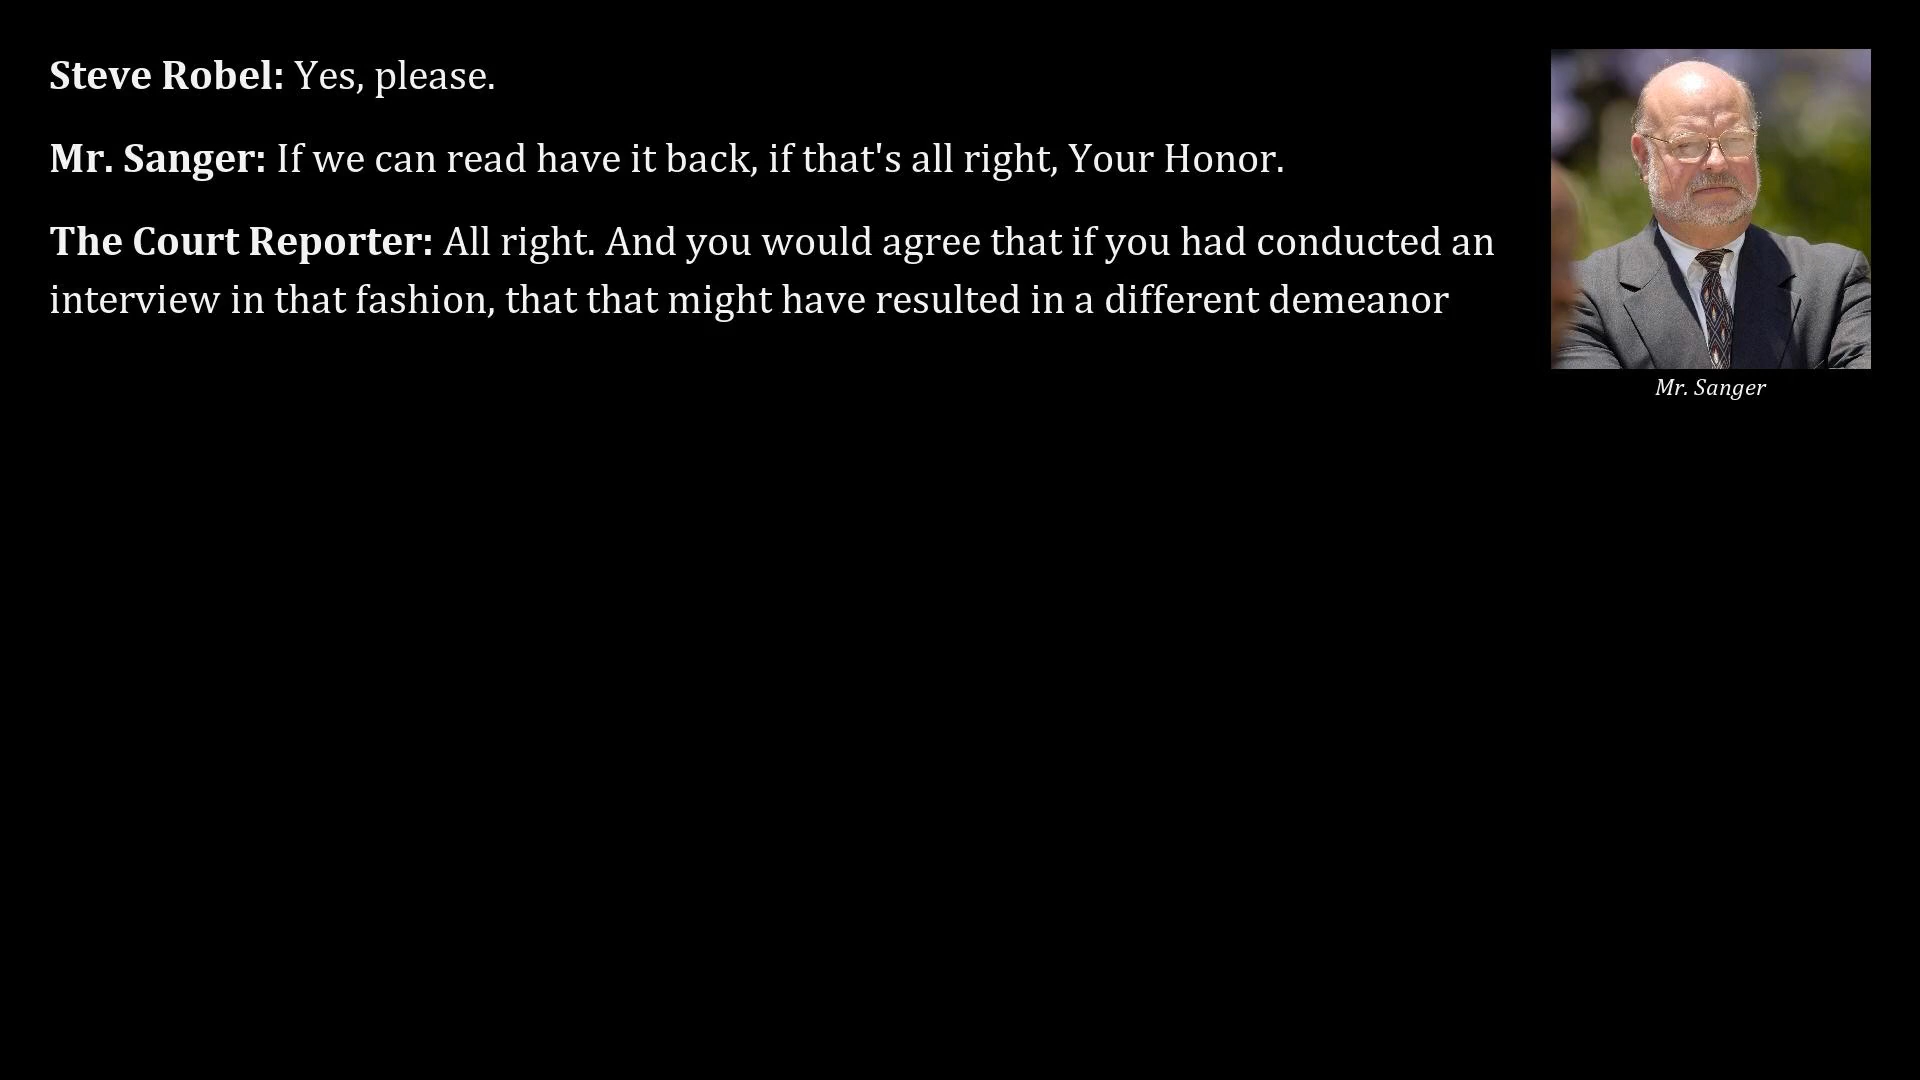 Steve Robel: Yes, please.
Mr. Sanger: If we can read have it back, if that's all right, Your Honor.
The Court Reporter: All right. And you would agree that if you had conducted an
interview in that fashion, that that might have resulted in a different demeanor
Mr. Sanger